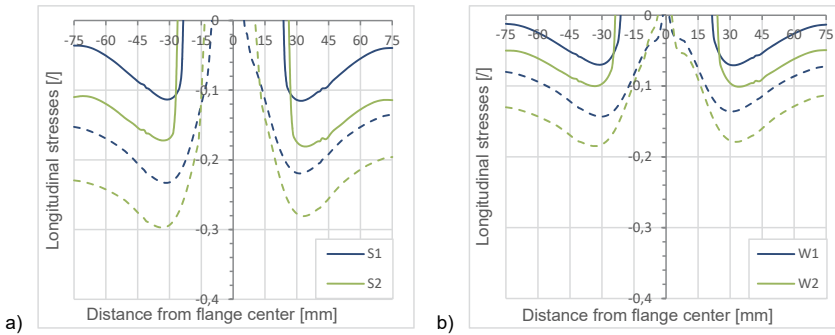 -75 -60 -45 -30 -15 0 15 30 45 60 75
0
-0,1
-0,2
-0,3
-0,4
Longitudinal stresses [/]
S1
S2
Distance from flange center [mm]
a)
-75 -60 -45 -30 -15 0 15 30 45 60 75
0
-0,1
-0,2
-0,3
-0,4
Longitudinal stresses [/]
W1
W2
Distance from flange center [mm]
b)